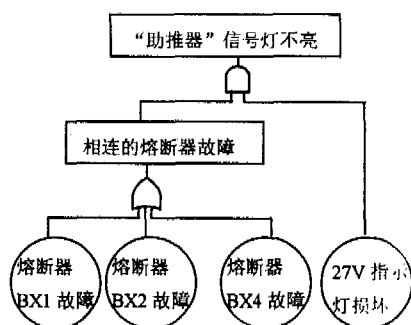 “助推器”信号灯不亮
相连的熔断器故障
熔断器
BX1 故障
熔断器
BX2 故障
熔断器
BX4 故障
27V 指示
灯损坏